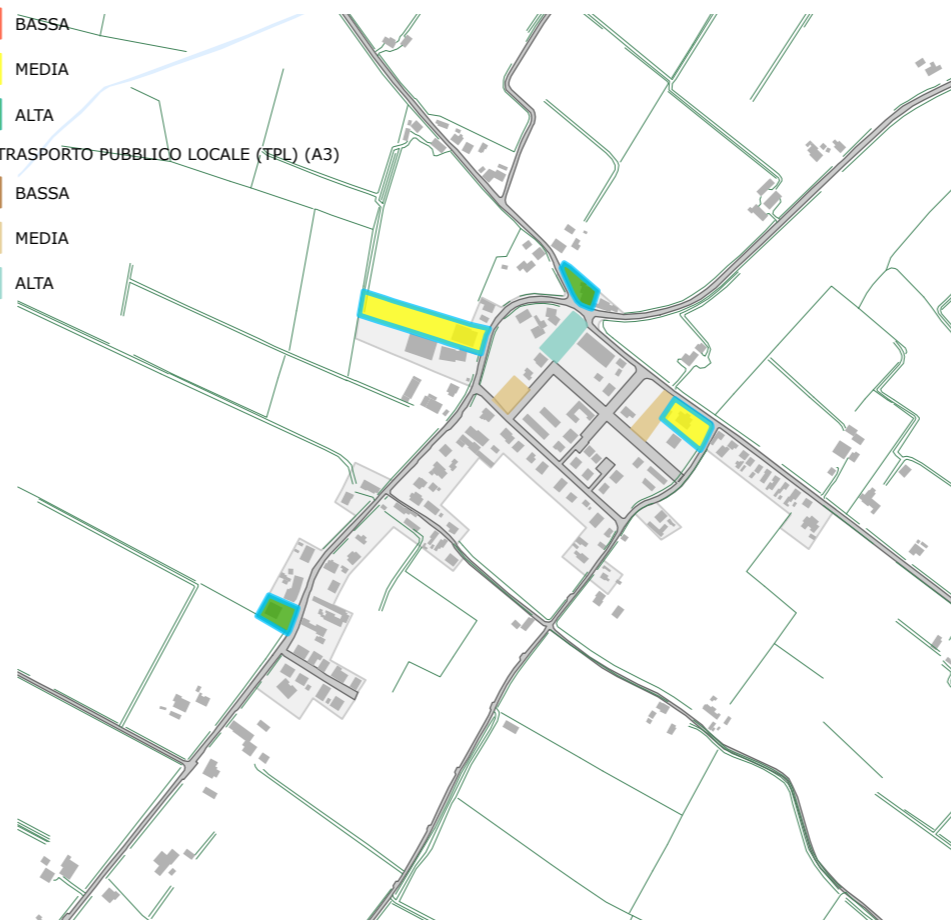 BASSA
MEDIA
ALTA
TRASPORTO PUBBLICO LOCALE (TPL) (A3)
BASSA
MEDIA
ALTA